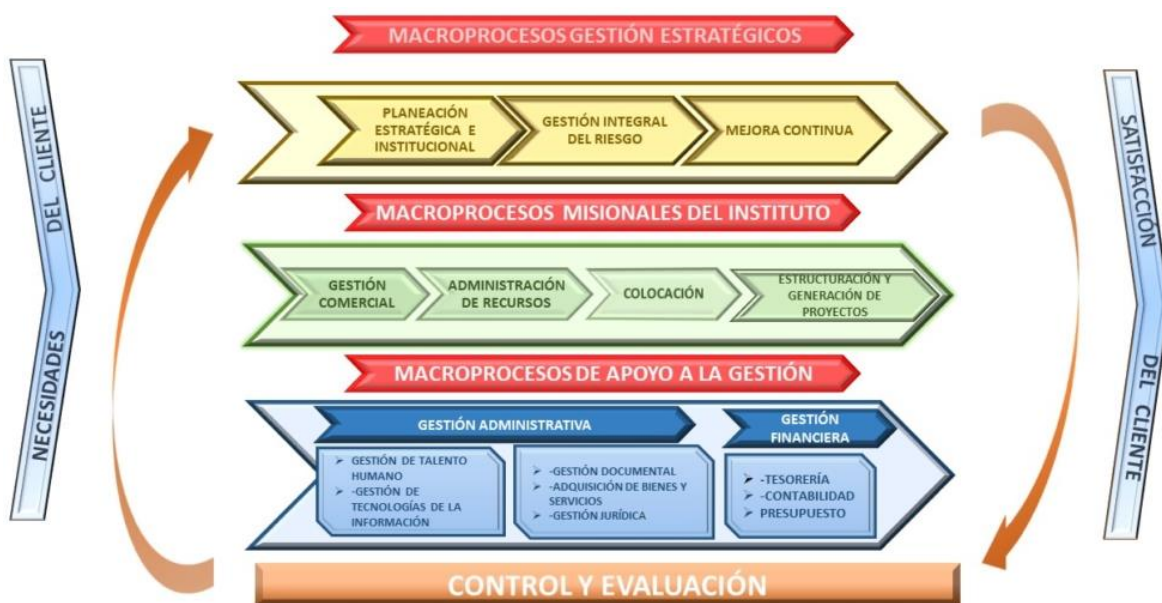 MACROPROCESOS GESTIÓN ESTRATÉGICOS
NECESIDADES DEL CLIENTE
PLANEACIÓN
ESTRATÉGICA E
INSTITUCIONAL
GESTIÓN INTEGRAL
DEL RIESGO
MEJORA CONTINUA
MACROPROCESOS MISIONALES DEL INSTITUTO
GESTIÓN
COMERCIAL
ADMINISTRACIÓN
DE RECURSOS
COLOCACIÓN
ESTRUCTURACIÓN Y
GENERACIÓN DE
PROYECTOS
MACROPROCESOS DE APOYO A LA GESTIÓN
GESTIÓN ADMINISTRATIVA
GESTIÓN DE TALENTO
HUMANO
-GESTIÓN DE
TECNOLOGÍAS DE LA
INFORMACIÓN
-GESTIÓN DOCUMENTAL
-ADQUISICIÓN DE BIENES Y
SERVICIOS
-GESTIÓN JURÍDICA
GESTIÓN
FINANCIERA
-TESORERÍA
-CONTABILIDAD
PRESUPUESTO
SATISFACCIÓN DEL CLIENTE
CONTROL Y EVALUACIÓN